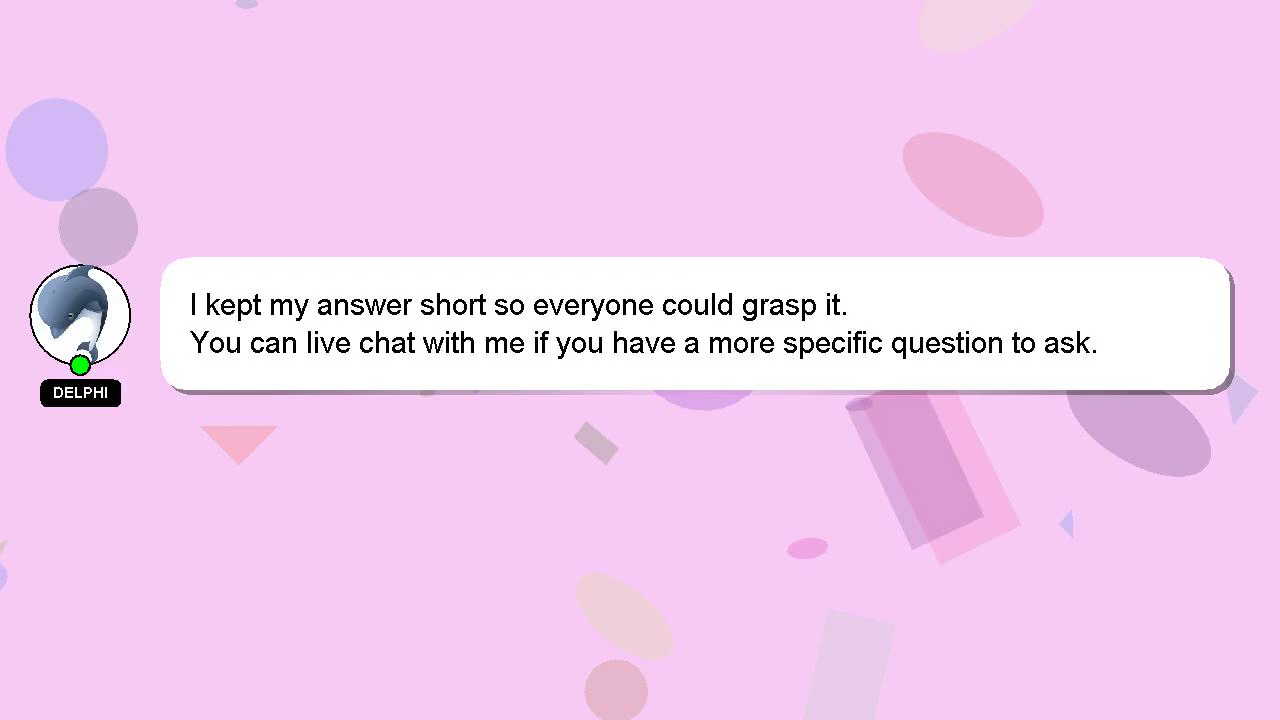 I kept my answer short so everyone could grasp it.
You can live chat with me if you have a more specific question to ask.
DELPHI